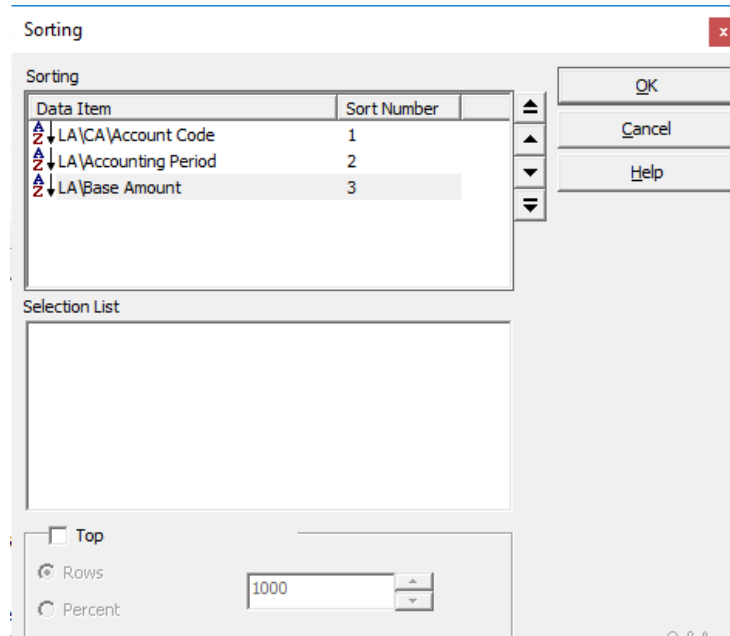 Sorting
x
Sorting
OK
Data Item Sort Number
A Z LA\CA\Account Code 1
Cancel
A Z LA\Accounting Period 2
Help
A Z LA\Base Amount 3
Selection List
Top
Rows
1000
Percent